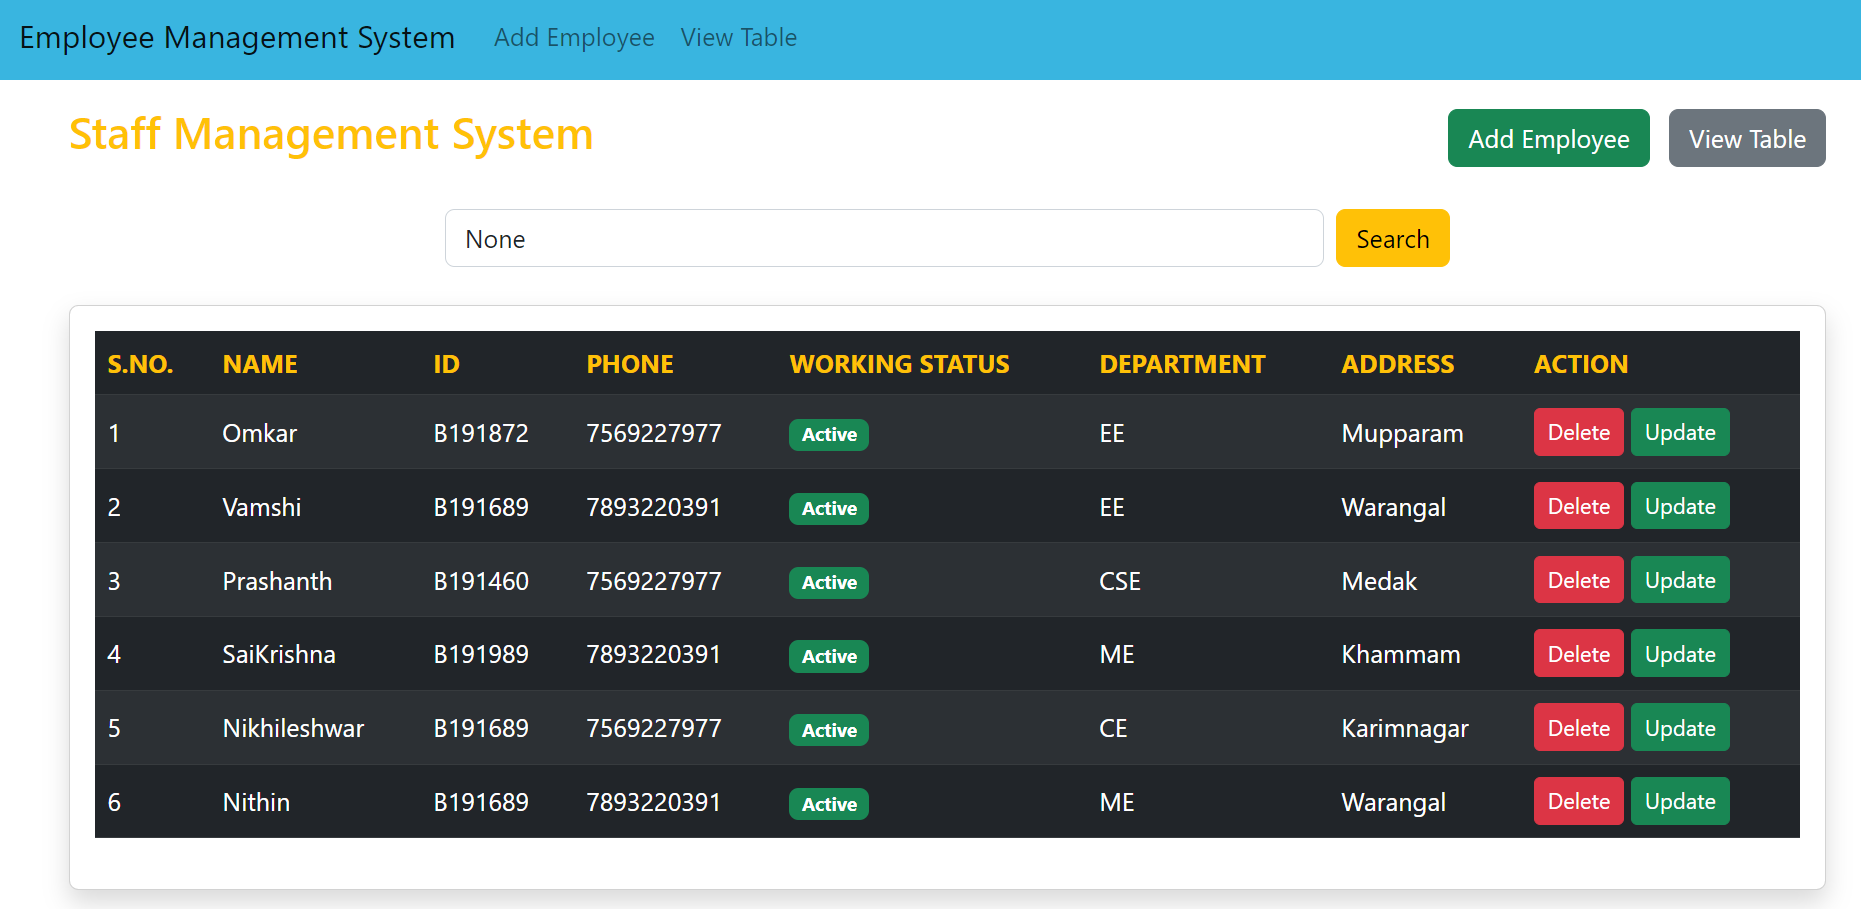 Employee Management System Add Employee View Table
Staff Management System Add Employee View Table
None Search
S.NO. NAME ID PHONE WORKING STATUS DEPARTMENT ADDRESS ACTION
1 Omkar B191872 7569227977 Active EE Mupparam Delete Update
2 Vamshi B191689 7893220391 Active EE Warangal Delete Update
3 Prashanth B191460 7569227977 Active CSE Medak Delete Update
4 SaiKrishna B191989 7893220391 Active ME Khammam Delete Update
5 Nikhileshwar B191689 7569227977 Active CE Karimnagar Delete Update
6 Nithin B191689 7893220391 Active ME Warangal Delete Update